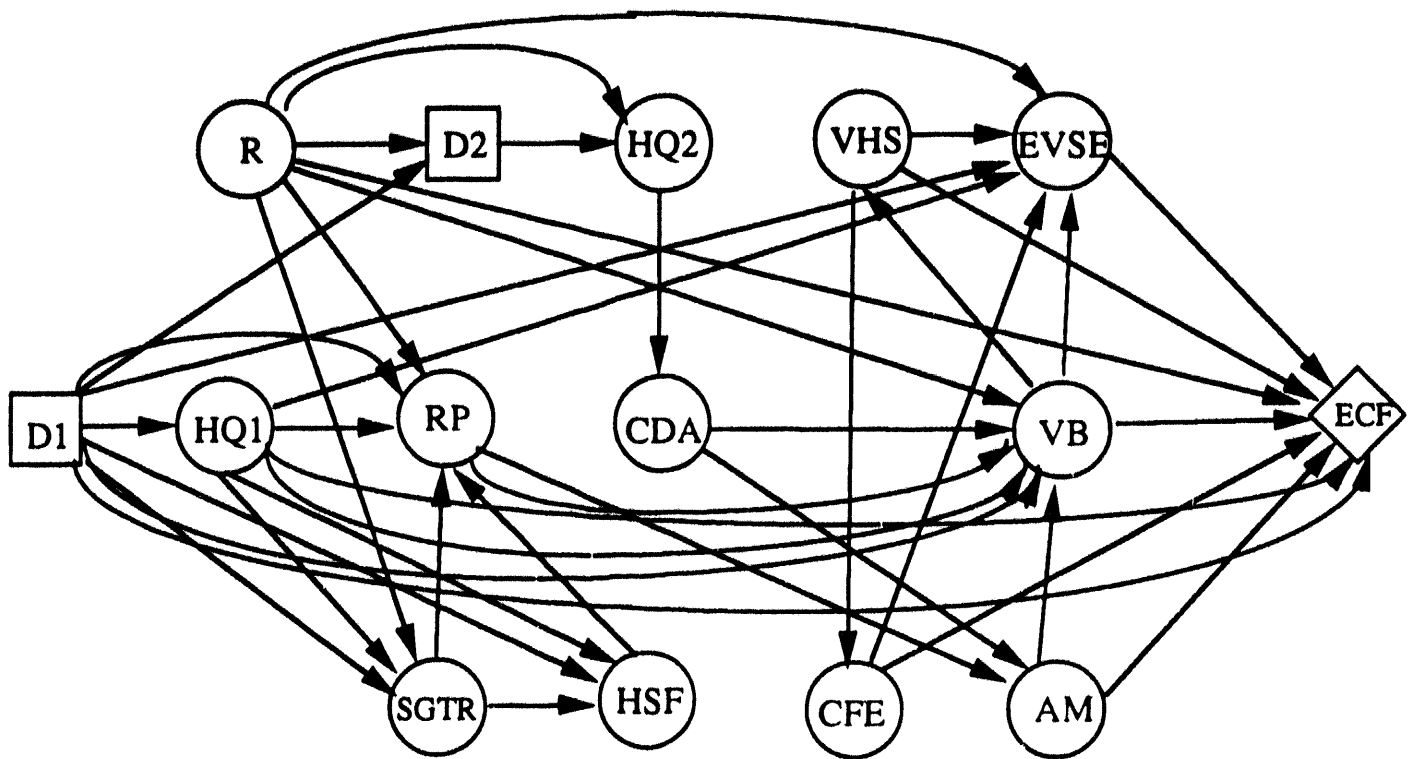 R
D2
HQ2
VHS
EVSE
D1
HQ1
RP
CDA
VB
ECF
SGTR
HSF
CFE
AM